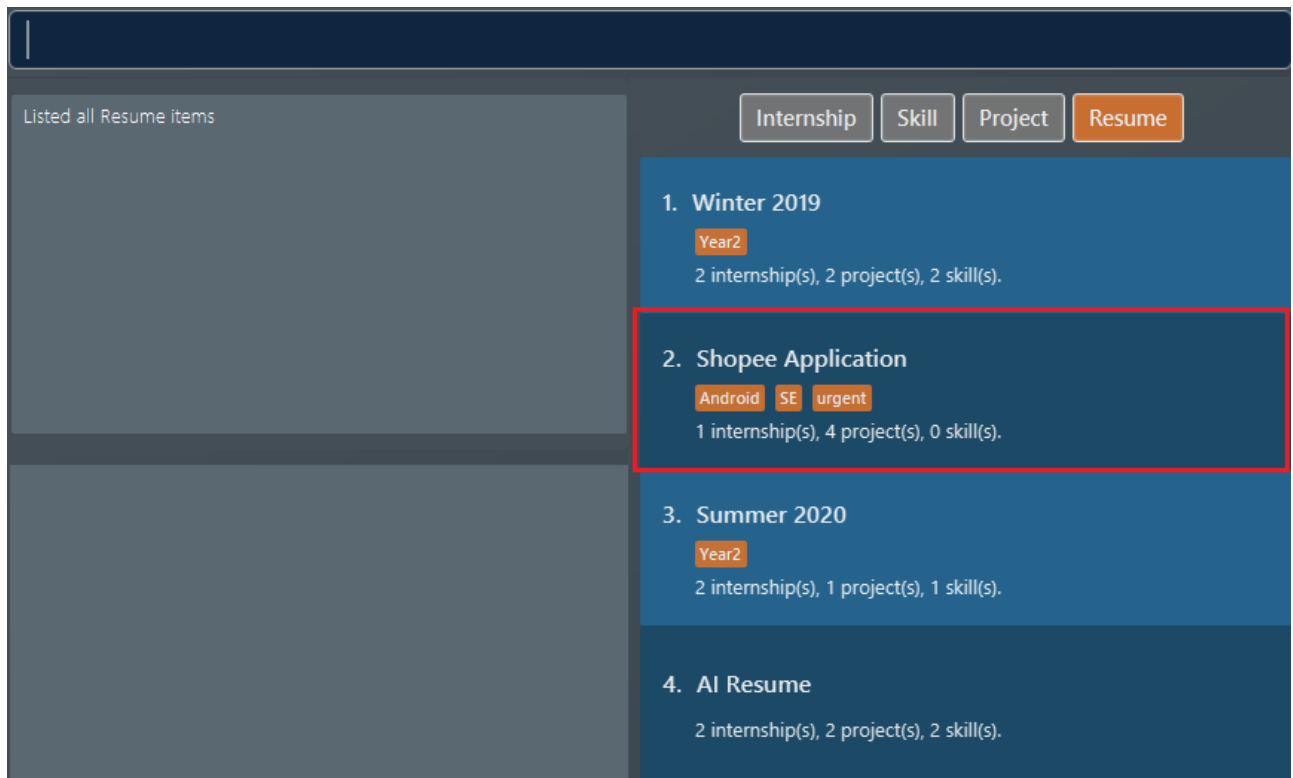 Listed all Resume items
Internship Skill Project Resume
1. Winter 2019
Year2
2 internship(s), 2 project(s), 2 skill(s).
2. Shopee Application
Android SE urgent
1 internship(s), 4 project(s), 0 skill(s).
3. Summer 2020
Year2
2 internship(s), 1 project(s), 1 skill(s).
4. AI Resume
2 internship(s), 2 project(s), 2 skill(s).